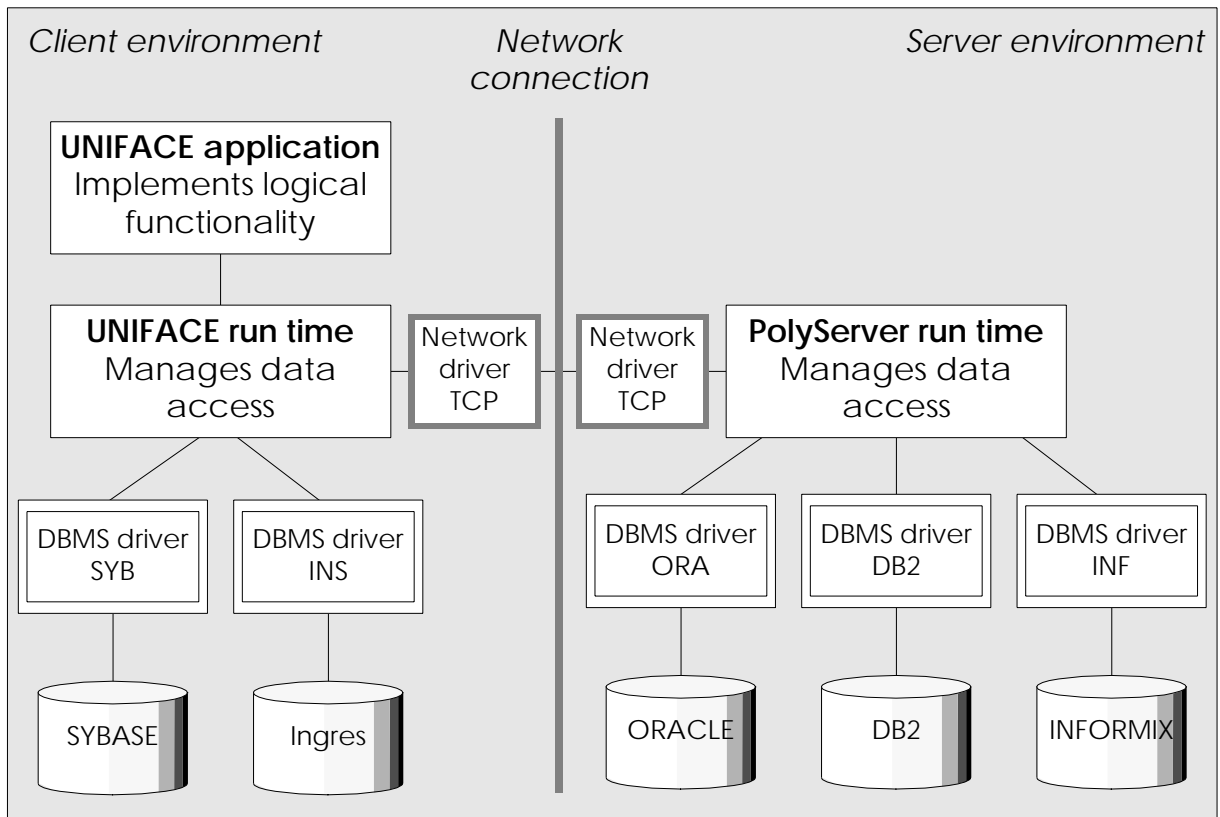 Client environment
Network
connection
Server environment
UNIFACE application
Implements logical
functionality
UNIFACE run time
Manages data
access
Network
driver
TCP
Network
driver
TCP
PolyServer run time
Manages data
access
DBMS driver
SYB
DBMS driver
INS
DBMS driver
ORA
DBMS driver
DB2
DBMS driver
INF
SYBASE
Ingres
ORACLE
DB2
INFORMIX